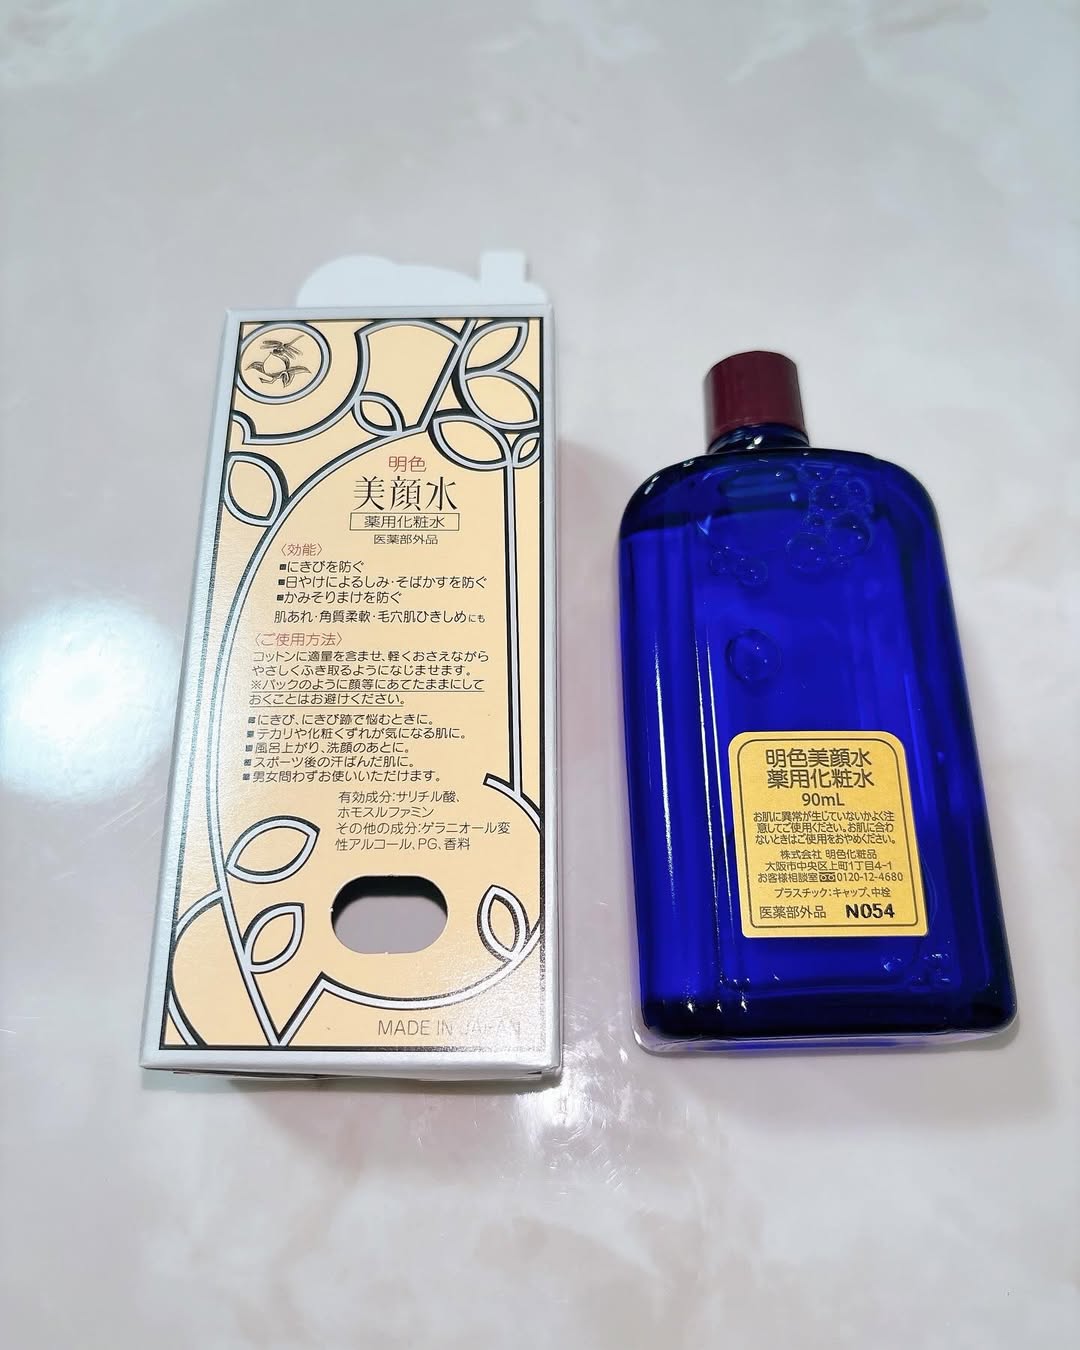 明色
美顔水
薬用化粧水
医薬部外品
〈効能〉
■にきびを防ぐ
■日やけによるしみ・そばかすを防ぐ
■かみそりまけを防ぐ
肌あれ・角質柔軟・毛穴肌ひきしめにも
〈ご使用方法〉
コットンに適量を含ませ、軽くおさえながら
やさしくふき取るようになじませます。
※パックのように顔等にあてたままにして
おくことはお避けください。
■にきび、にきび跡で悩むときに。
■テカリや化粧くずれが気になる肌に。
■風呂上がり、洗顔のあとに。
■スポーツ後の汗ばんだ肌に。
■男女問わずお使いいただけます。
有効成分:サリチル酸、
ホモスルファミン
その他の成分:ゲラニオール変
性アルコール、PG、香料
MADE IN JAPAN
明色美顔水
薬用化粧水
90mL
お肌に異常が生じていないかよく注
意してご使用ください。お肌に合わ
ないときはご使用をおやめください。
株式会社 明色化粧品
大阪市中央区上町1丁目4-1
お客様相談室 0120-12-4680
プラスチック:キャップ、中栓
医薬部外品 N054